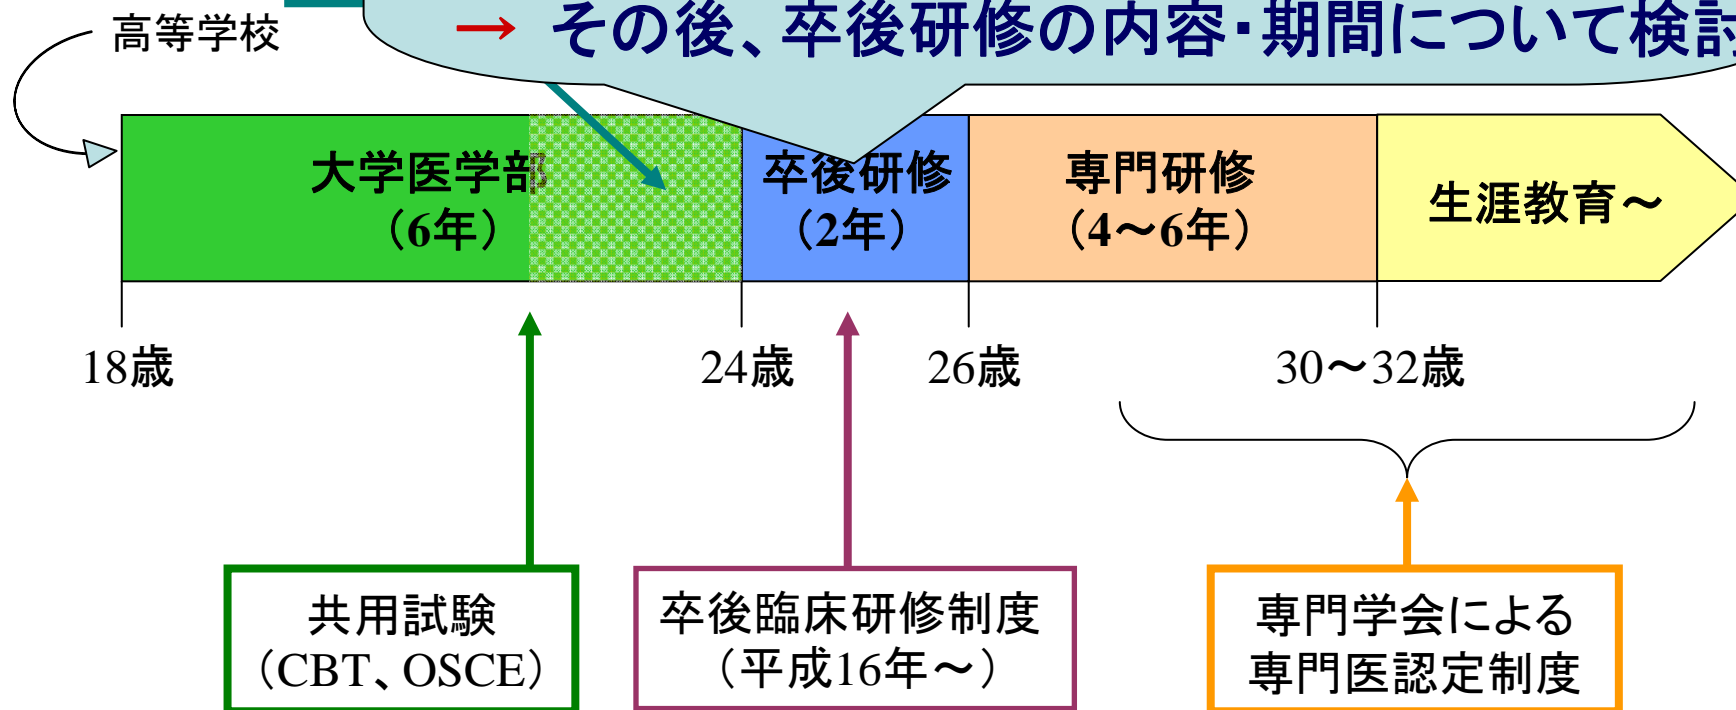 → その後、卒後研修の内容・期間について検討
高等学校
大学医学部
（6年）
卒後研修
（2年）
専門研修
（4～6年）
生涯教育～
18歳
24歳
26歳
30～32歳
共用試験
（CBT、OSCE）
卒後臨床研修制度
（平成16年～）
専門学会による
専門医認定制度